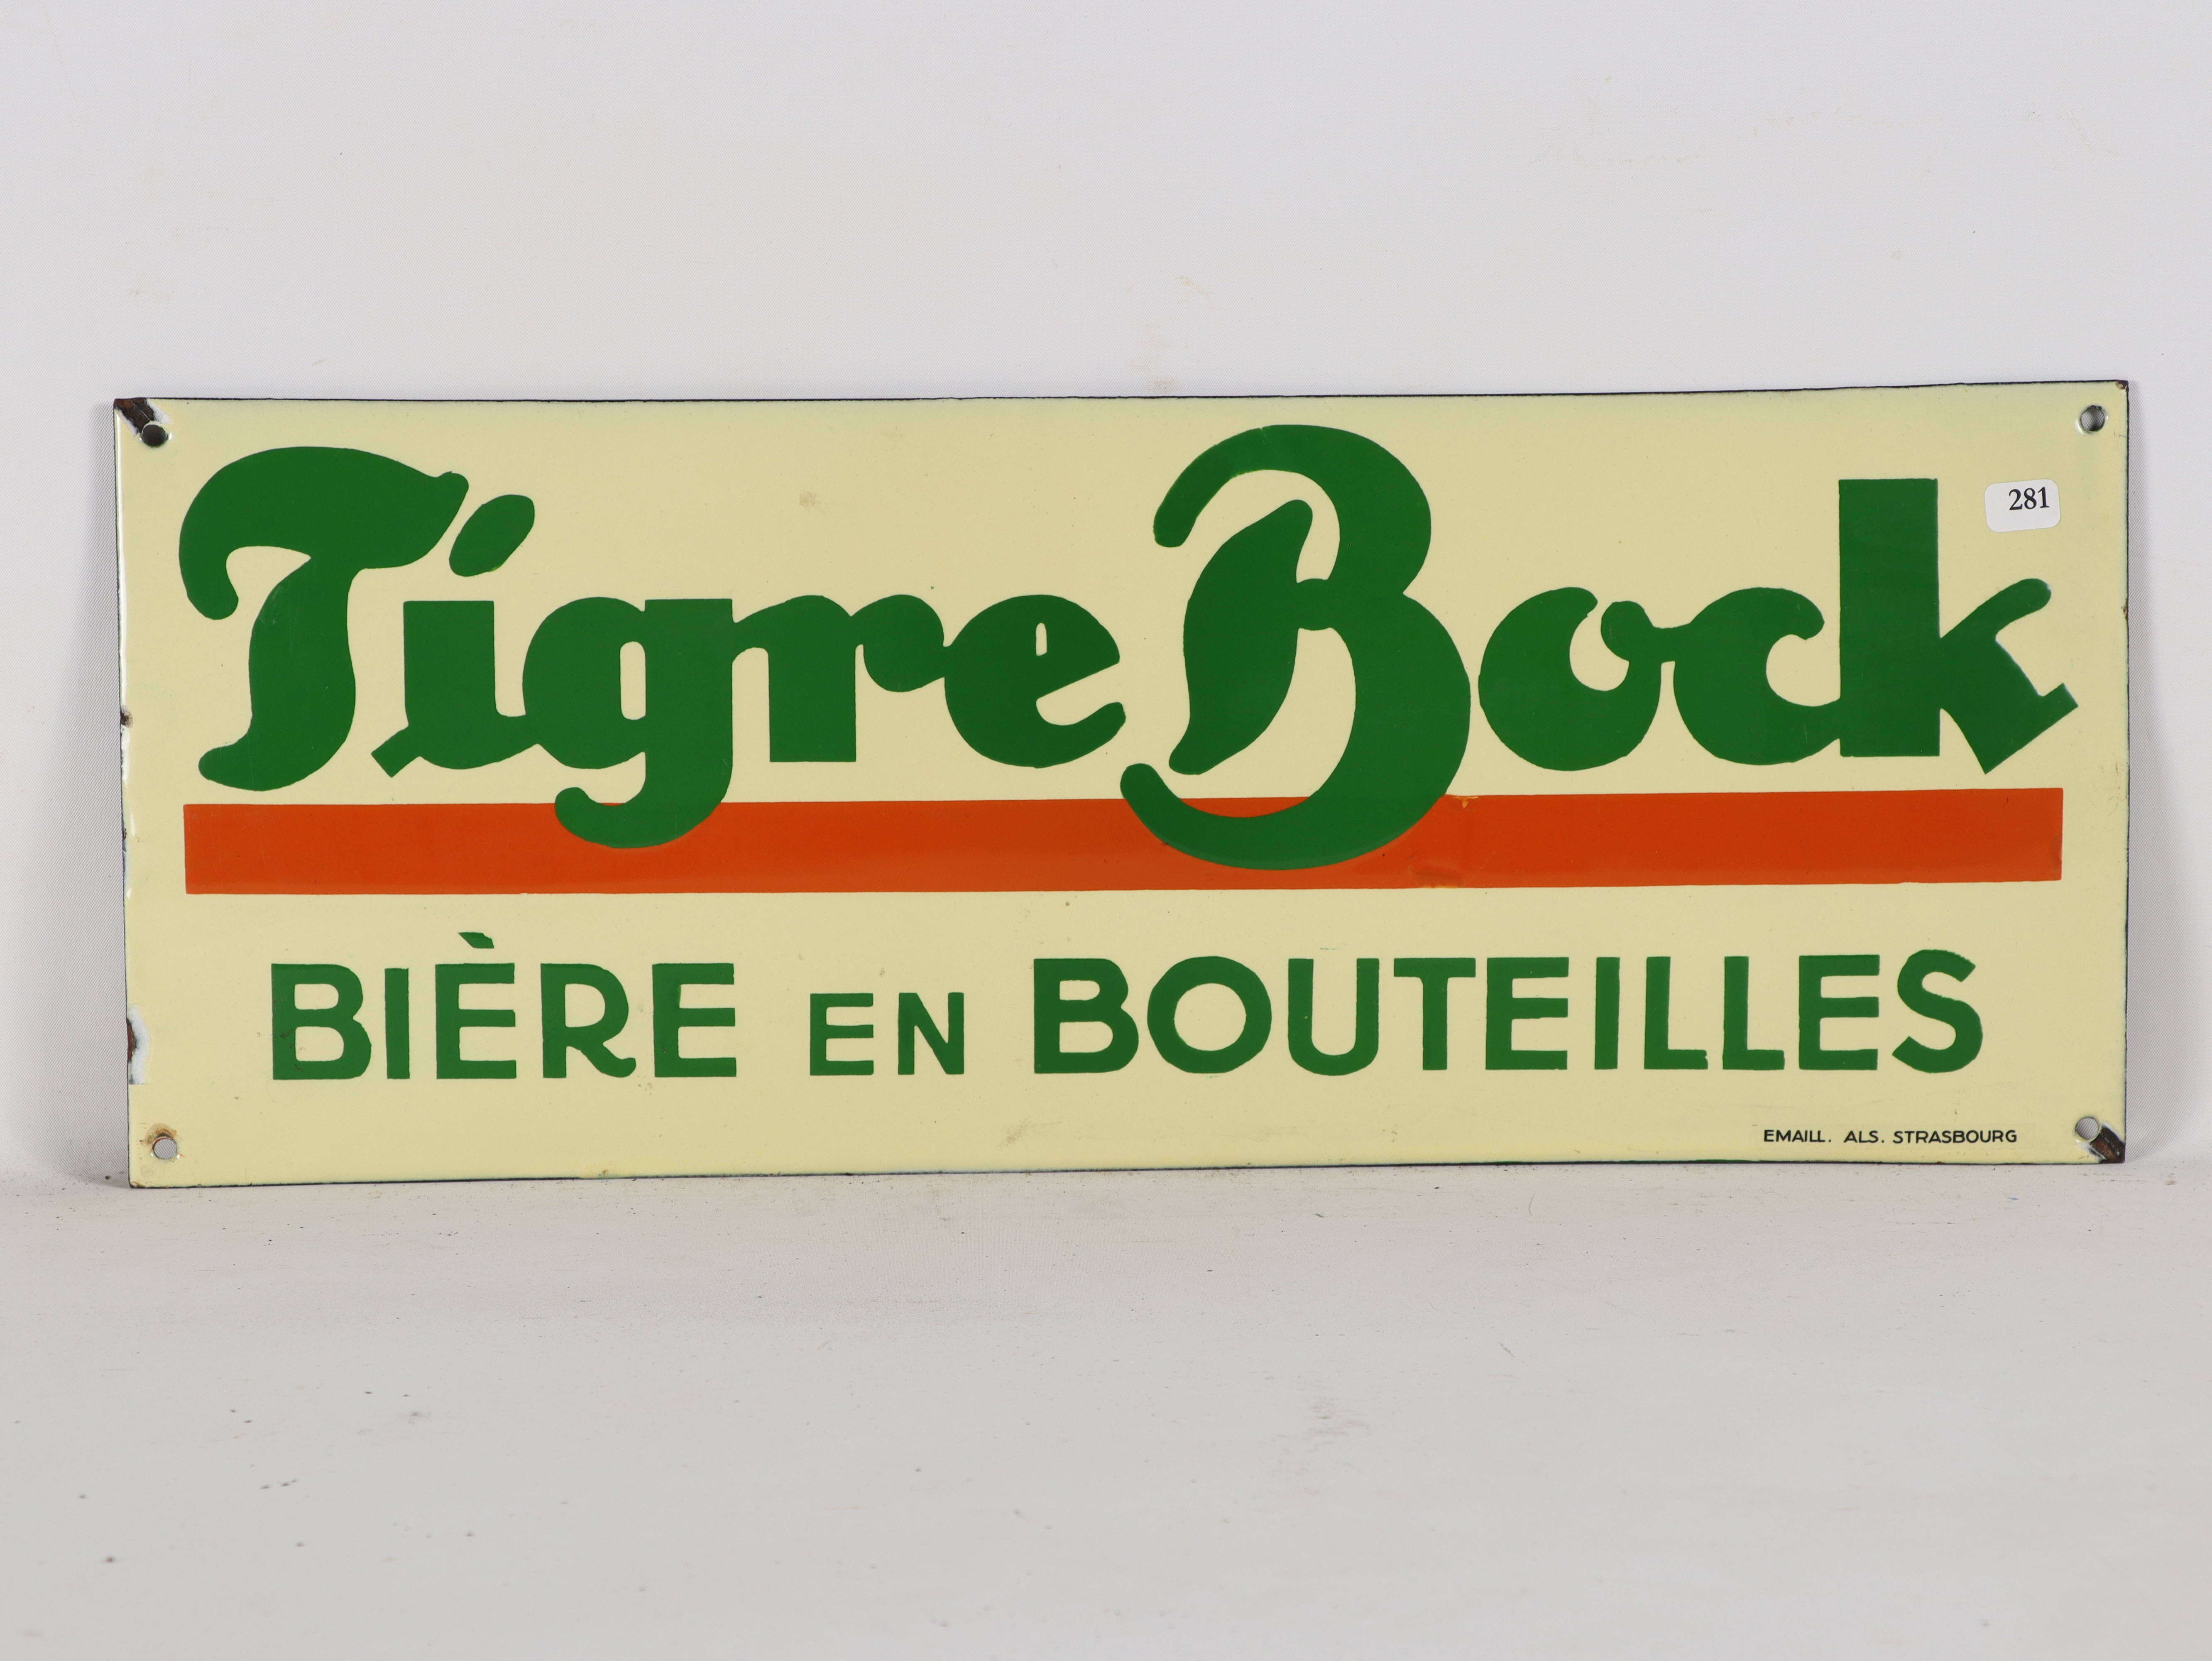 Tigre Bock
281
BIÈRE EN BOUTEILLES
EMAILL. ALS. STRASBOURG